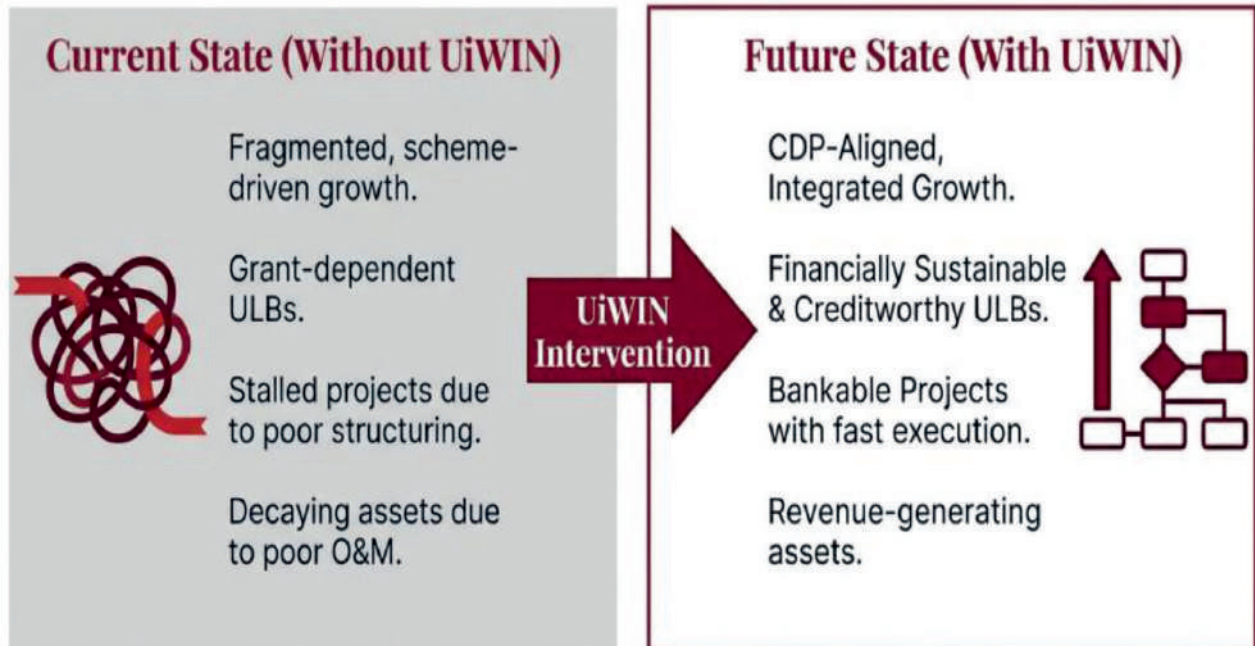 Current State (Without UiWIN)
Fragmented, scheme-
driven growth.
Grant-dependent
ULBs.
Stalled projects due
to poor structuring.
Decaying assets due
to poor O&M.
UiWIN
Intervention
Future State (With UiWIN)
CDP-Aligned,
Integrated Growth.
Financially Sustainable
& Creditworthy ULBs.
Bankable Projects
with fast execution.
Revenue-generating
assets.